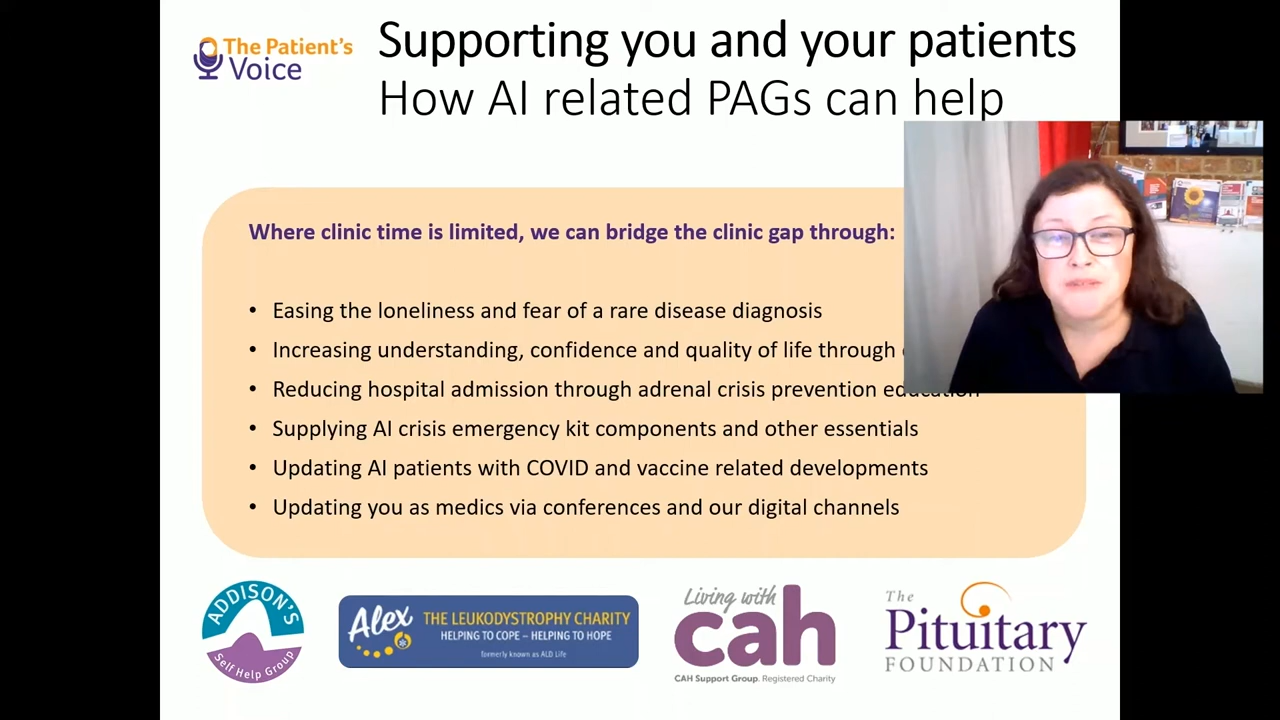 The Patient's
Voice
Supporting you and your patients
How AI related PAGs can help
Where clinic time is limited, we can bridge the clinic gap through:
• Easing the loneliness and fear of a rare disease diagnosis
• Increasing understanding, confidence and quality of life through
• Reducing hospital admission through adrenal crisis prevention education
• Supplying AI crisis emergency kit components and other essentials
• Updating AI patients with COVID and vaccine related developments
• Updating you as medics via conferences and our digital channels
ADDISON'S
Self Help Group
Alex
THE LEUKODYSTROPHY CHARITY
HELPING TO COPE – HELPING TO HOPE
formerly known as ALD Life
Living with
cah
CAH Support Group. Registered Charity
The
Pituitary
FOUNDATION